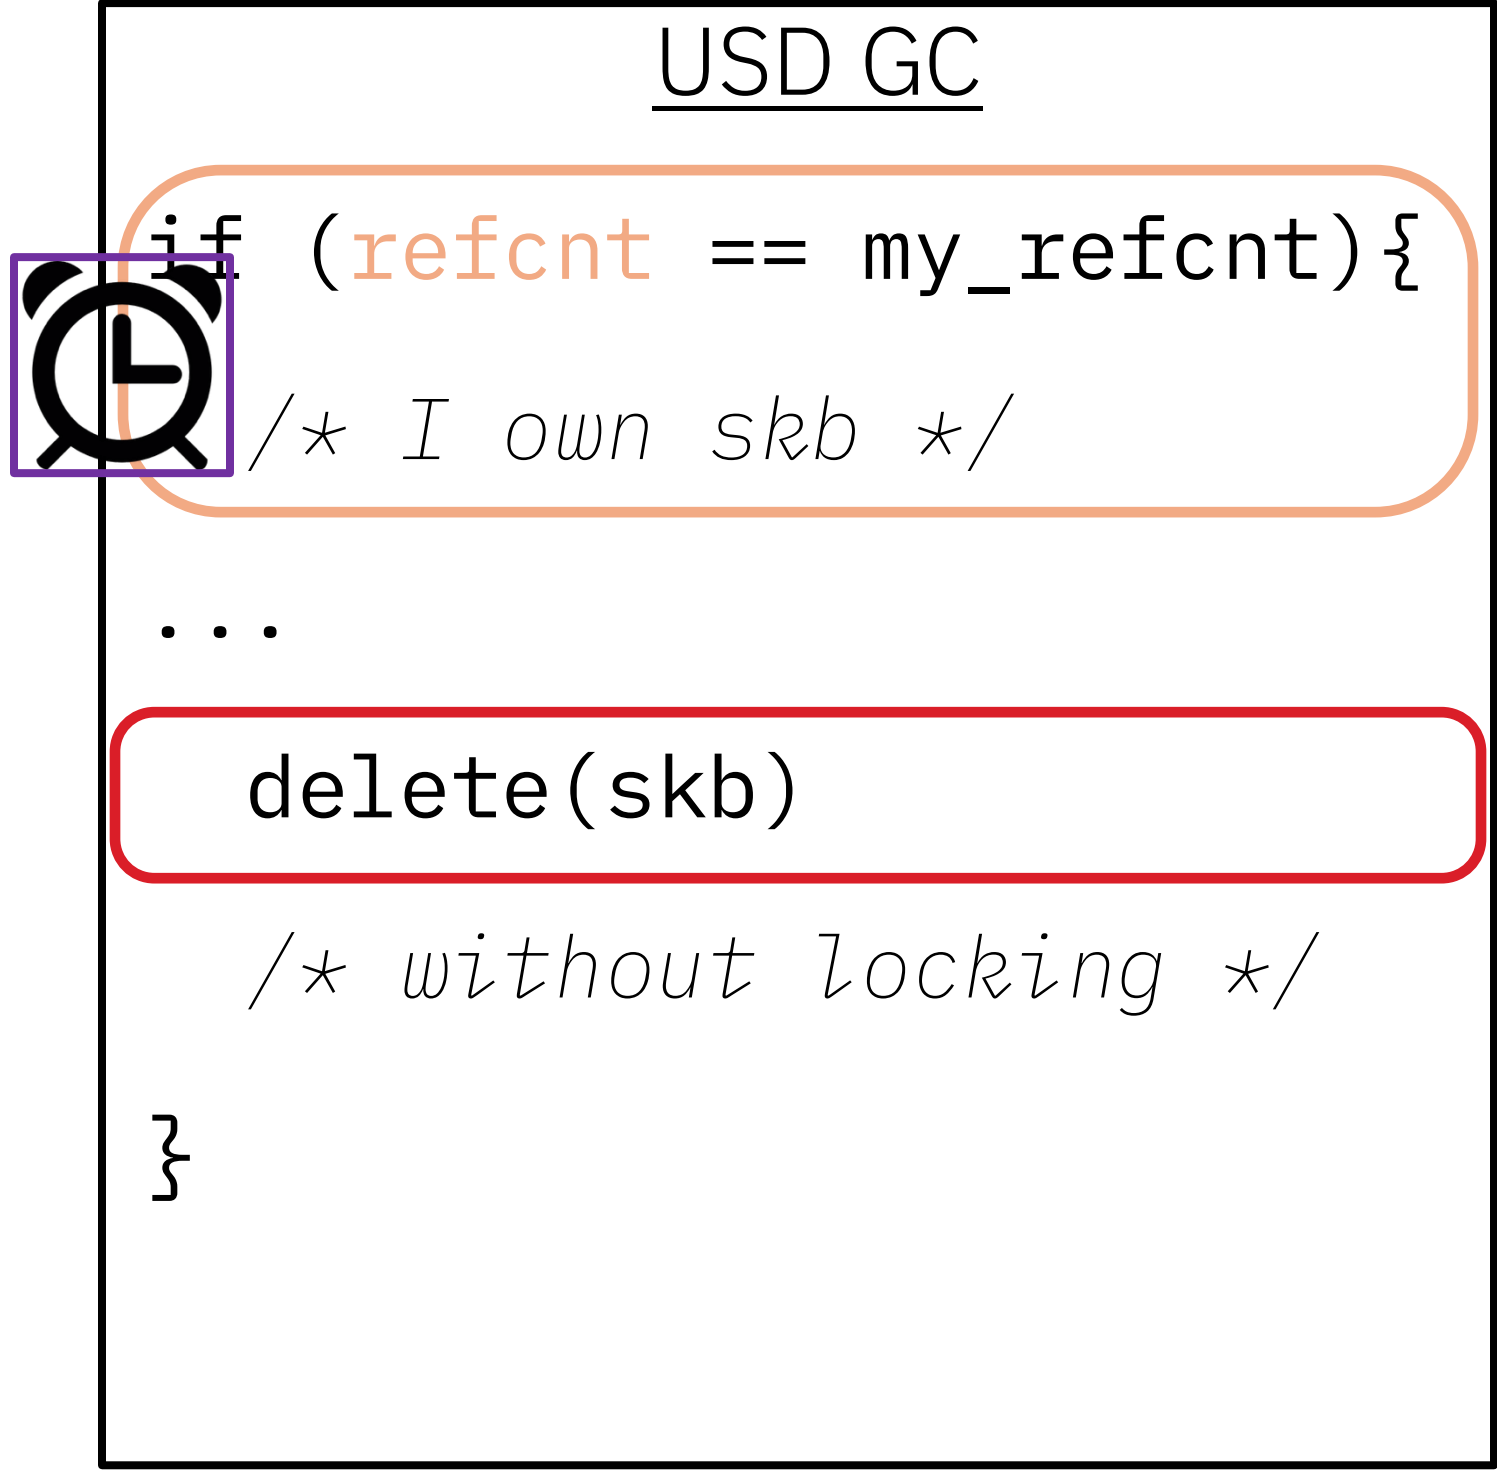 USD GC
if (refcnt == my_refcnt){
/* I own skb */
...
delete(skb)
/* without locking */
}